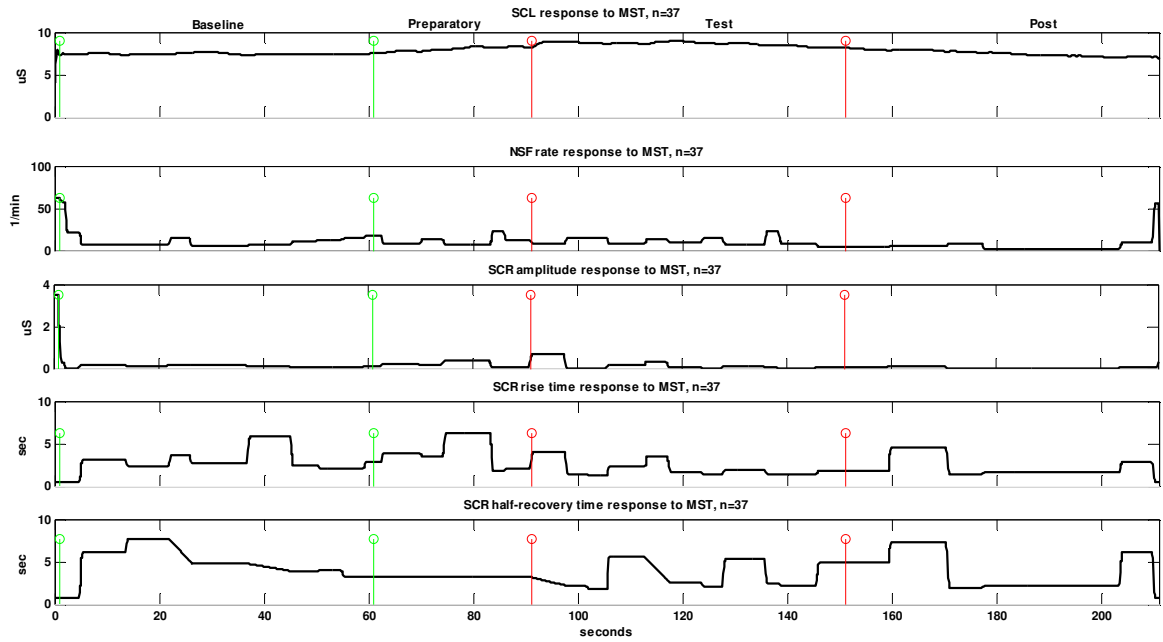 SCL response to MST, n=37
Baseline Preparatory Test Post
10
5
0
uS
NSF rate response to MST, n=37
100
50
0
1/min
SCR amplitude response to MST, n=37
4
2
0
uS
SCR rise time response to MST, n=37
10
5
0
sec
SCR half-recovery time response to MST, n=37
10
5
0
sec
0 20 40 60 80 100 120 140 160 180 200
seconds